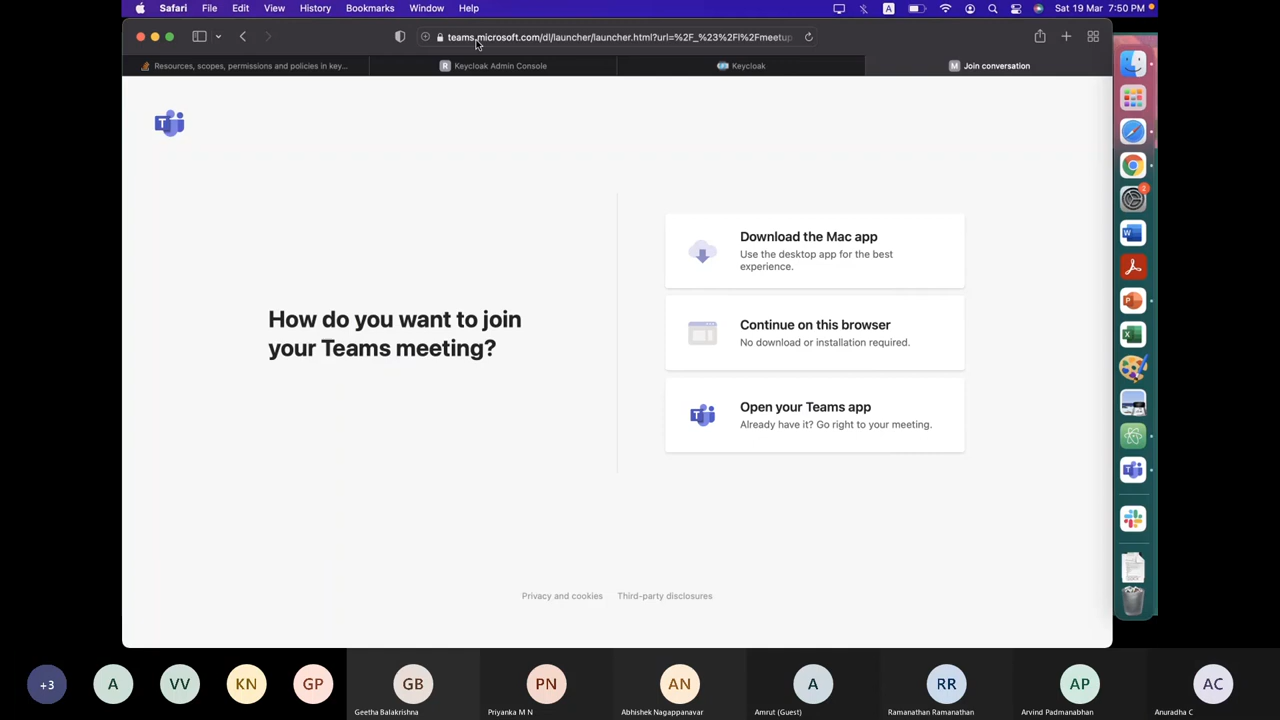 Safari File Edit View History Bookmarks Window Help
A Sat 19 Mar 7:50 PM
teams.microsoft.com/dl/launcher/launcher.html?url=%2F_%23%2Fl%2Fmeetup
Resources, scopes, permissions and policies in key...
R Keycloak Admin Console
Keycloak
M Join conversation
T
2
How do you want to join
your Teams meeting?
Download the Mac app
Use the desktop app for the best
experience.
Continue on this browser
No download or installation required.
Open your Teams app
Already have it? Go right to your meeting.
Privacy and cookies Third-party disclosures
+3 A VV KN GP GB PN AN A RR AP AC
Geetha Balakrishna Priyanka M N Abhishek Nagappanavar Amrut (Guest) Ramanathan Ramanathan Arvind Padmanabhan Anuradha C